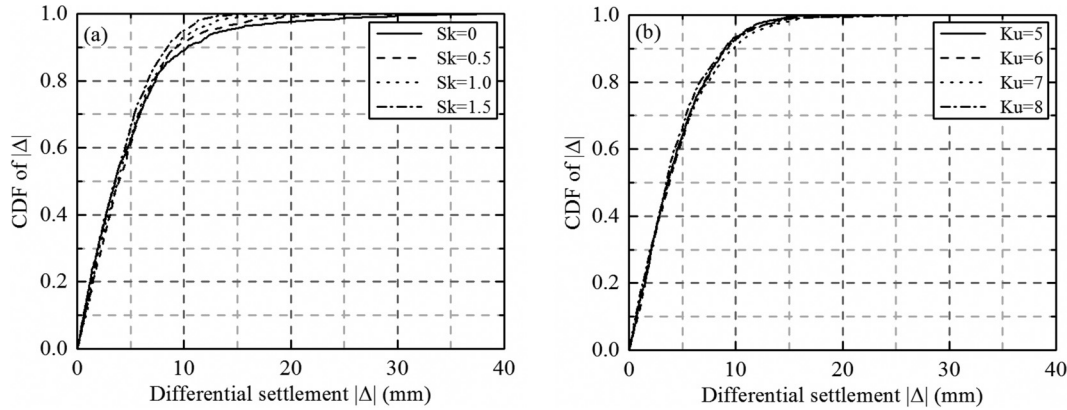 (a)
Sk=0
Sk=0.5
Sk=1.0
Sk=1.5
1.0
0.8
0.6
0.4
0.2
0.0
CDF of |Δ|
0
10
20
30
40
Differential settlement |Δ| (mm)
(b)
Ku=5
Ku=6
Ku=7
Ku=8
1.0
0.8
0.6
0.4
0.2
0.0
CDF of |Δ|
0
10
20
30
40
Differential settlement |Δ| (mm)